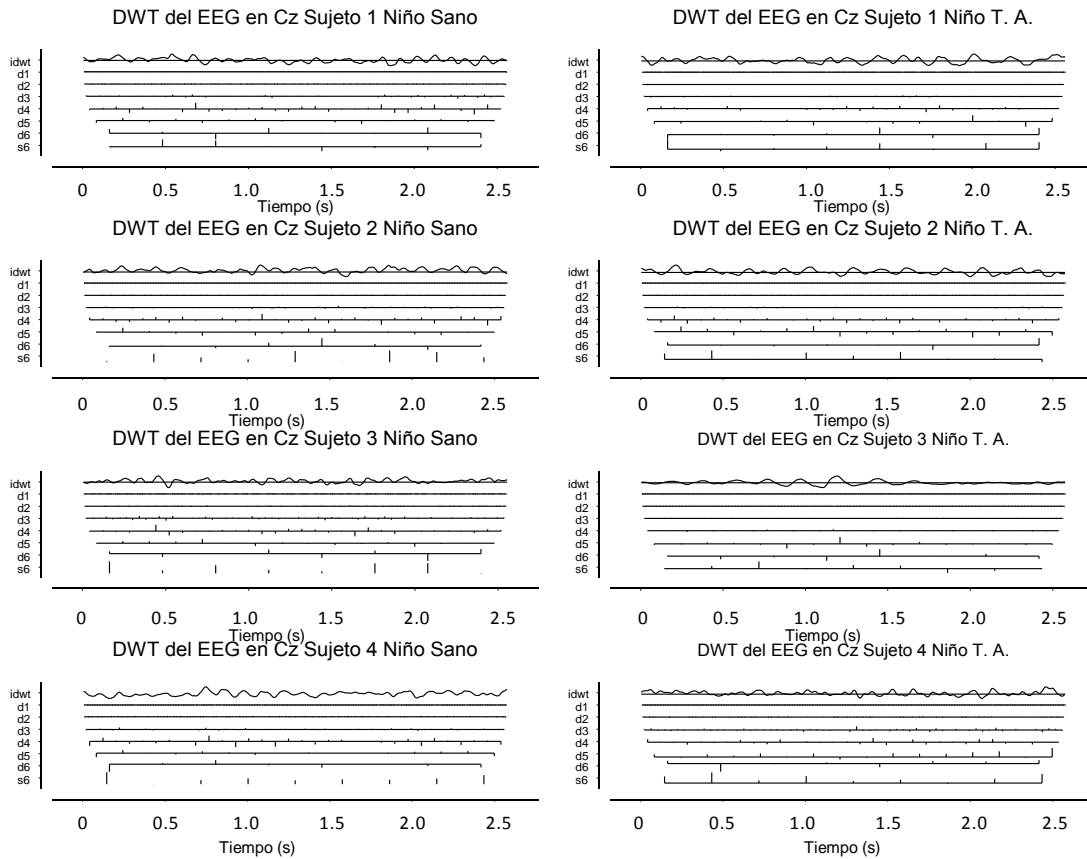 DWT del EEG en Cz Sujeto 1 Niño Sano
idwt
d1
d2
d3
d4
d5
d6
s6
0 0.5 1.0 1.5 2.0 2.5
Tiempo (s)
DWT del EEG en Cz Sujeto 1 Niño T. A.
idwt
d1
d2
d3
d4
d5
d6
s6
0 0.5 1.0 1.5 2.0 2.5
Tiempo (s)
DWT del EEG en Cz Sujeto 2 Niño Sano
idwt
d1
d2
d3
d4
d5
d6
s6
0 0.5 1.0 1.5 2.0 2.5
Tiempo (s)
DWT del EEG en Cz Sujeto 2 Niño T. A.
idwt
d1
d2
d3
d4
d5
d6
s6
0 0.5 1.0 1.5 2.0 2.5
Tiempo (s)
DWT del EEG en Cz Sujeto 3 Niño Sano
idwt
d1
d2
d3
d4
d5
d6
s6
0 0.5 1.0 1.5 2.0 2.5
Tiempo (s)
DWT del EEG en Cz Sujeto 3 Niño T. A.
idwt
d1
d2
d3
d4
d5
d6
s6
0 0.5 1.0 1.5 2.0 2.5
Tiempo (s)
DWT del EEG en Cz Sujeto 4 Niño Sano
idwt
d1
d2
d3
d4
d5
d6
s6
0 0.5 1.0 1.5 2.0 2.5
Tiempo (s)
DWT del EEG en Cz Sujeto 4 Niño T. A.
idwt
d1
d2
d3
d4
d5
d6
s6
0 0.5 1.0 1.5 2.0 2.5
Tiempo (s)